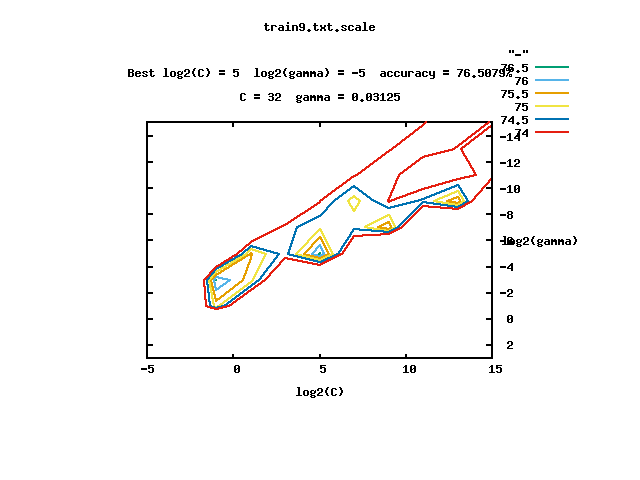 train9.txt.scale
"-"
Best log2(C) = 5  log2(gamma) = -5  accuracy = 76.5079%
76.5
76
C = 32  gamma = 0.03125
75.5
75
74.5
74
-14
-12
-10
-8
-6
log2(gamma)
-4
-2
0
2
-5 0 5 10 15
log2(C)